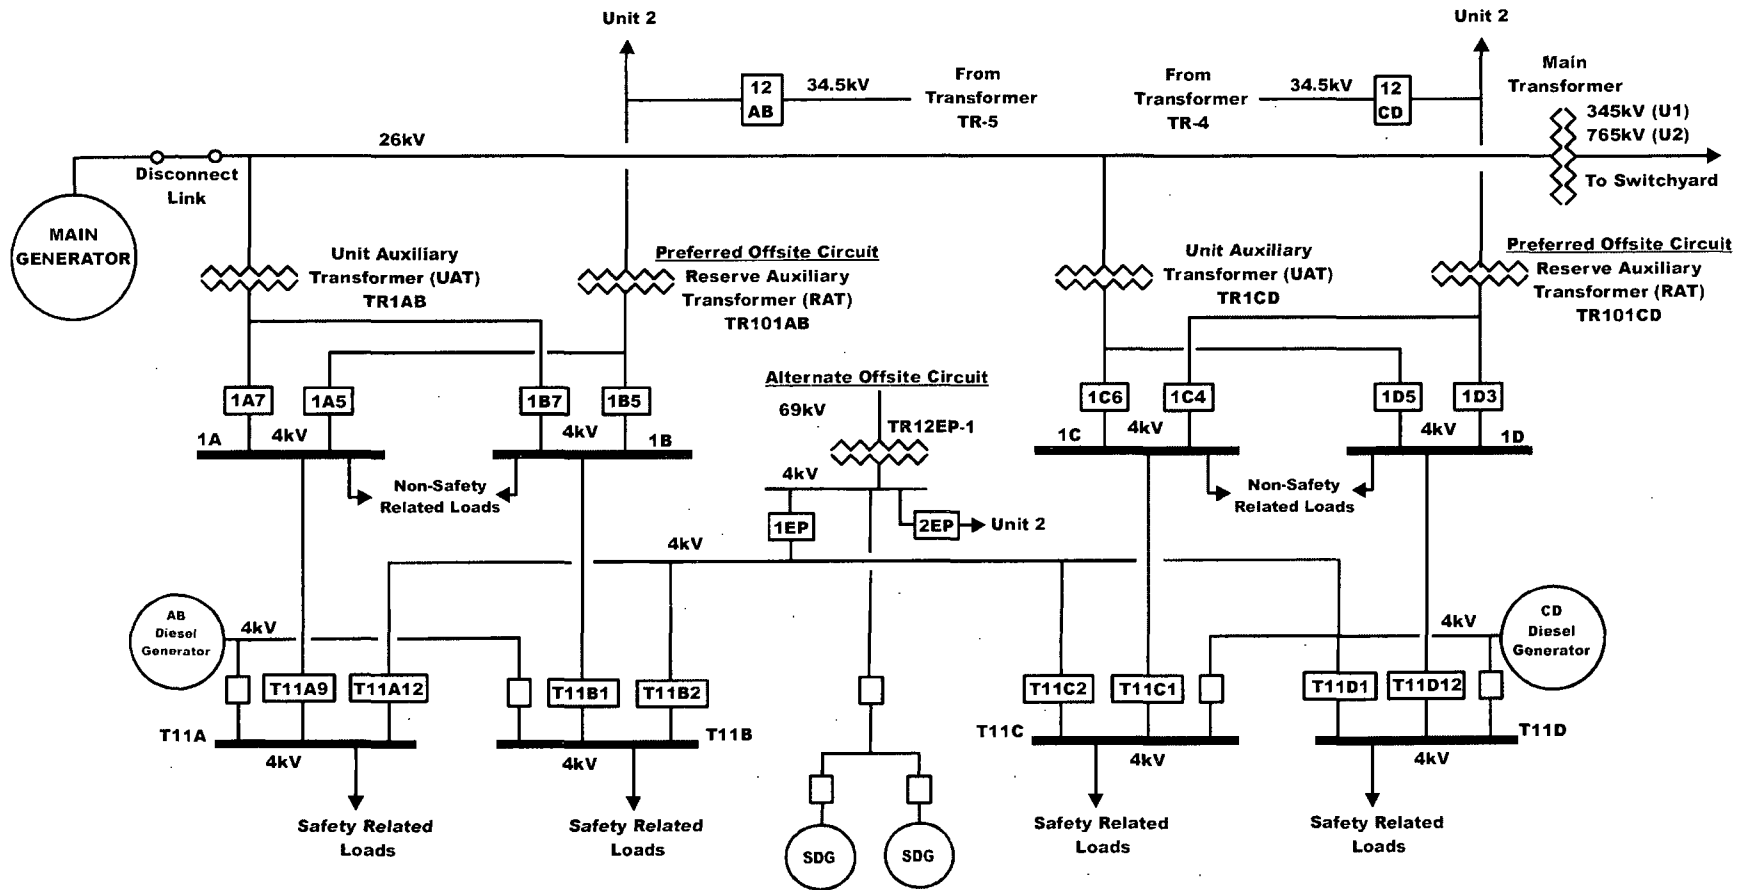 Unit 2
Unit 2
12
AB
34.5kV
From
Transformer
TR-5
From
Transformer
TR-4
34.5kV
12
CD
Main
Transformer
345kV (U1)
765kV (U2)
To Switchyard
26kV
Disconnect
Link
MAIN
GENERATOR
Unit Auxiliary
Transformer (UAT)
TR1AB
Preferred Offsite Circuit
Reserve Auxiliary
Transformer (RAT)
TR101AB
Unit Auxiliary
Transformer (UAT)
TR1CD
Preferred Offsite Circuit
Reserve Auxiliary
Transformer (RAT)
TR101CD
1A7
1A5
1B7
1B5
Alternate Offsite Circuit
69kV
TR12EP-1
1C6
1C4
1D5
1D3
1A
4kV
4kV
1B
1C
4kV
4kV
1D
Non-Safety
Related Loads
4kV
1EP
2EP
Unit 2
Non-Safety
Related Loads
4kV
AB
Diesel
Generator
4kV
4kV
CD
Diesel
Generator
T11A9
T11A12
T11B1
T11B2
T11C2
T11C1
T11D1
T11D12
T11A
4kV
4kV
T11B
T11C
4kV
4kV
T11D
Safety Related
Loads
Safety Related
Loads
SDG
SDG
Safety Related
Loads
Safety Related
Loads